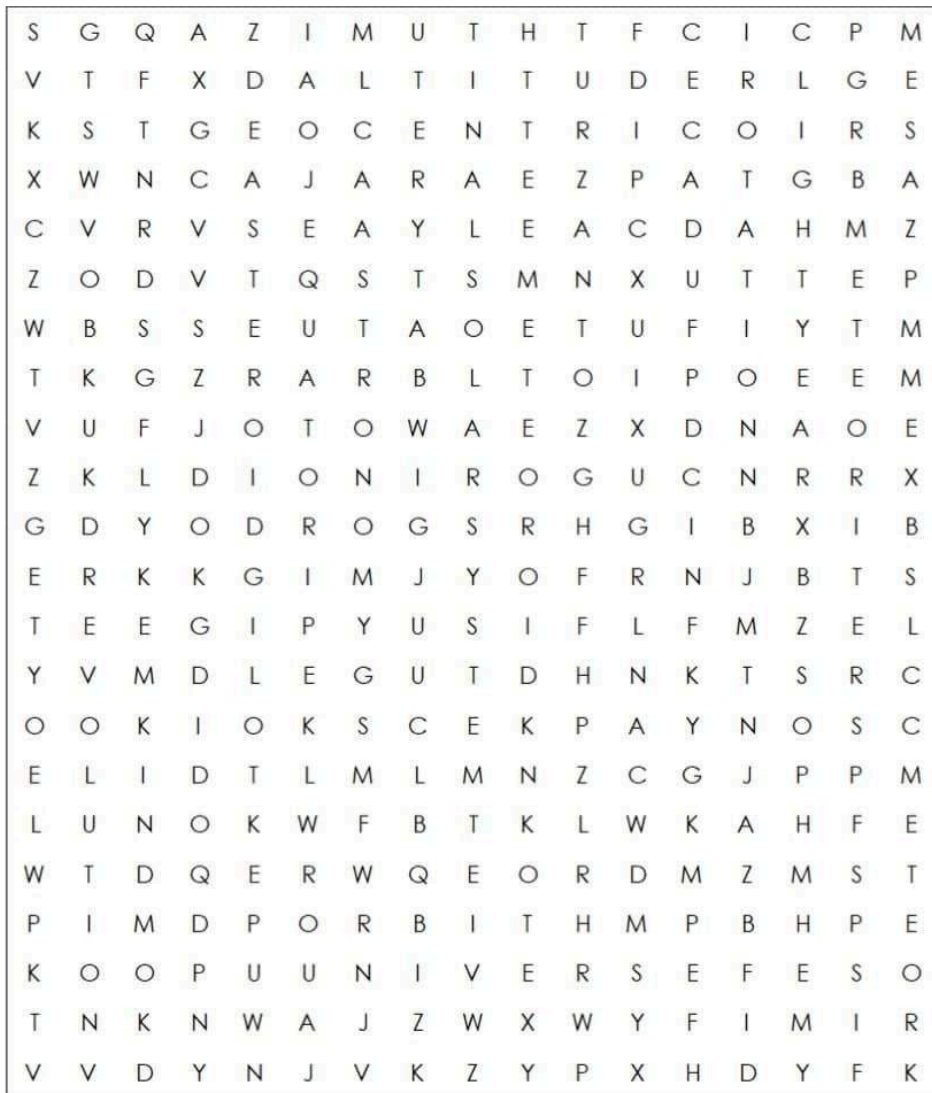 S G Q A Z I M U T H T F C I C P M
V T F X D A L T I T U D E R L G E
K S T G E O C E N T R I C O I R S
X W N C A J A R A E Z P A T G B A
C V R V S E A Y L E A C D A H M Z
Z O D V T Q S T S M N X U T T E P
W B S S E U T A O E T U F I Y T M
T K G Z R A R B L T O I P O E E M
V U F J O T O W A E Z X D N A O E
Z K L D I O N I R O G U C N R R X
G D Y O D R O G S R H G I B X I B
E R K K G I M J Y O F R N J B T S
T E E G I P Y U S I F L F M Z E L
Y V M D L E G U T D H N K T S R C
O O K I O K S C E K P A Y N O S C
E L I D T L M L M N Z C G J P P M
L U N O K W F B T K L W K A H F E
W T D Q E R W Q E O R D M Z M S T
P I M D P O R B I T H M P B H P E
K O O P U U N I V E R S E F E S O
T N K N W A J Z W X W Y F I M I R
V V D Y N J V K Z Y P X H D Y F K